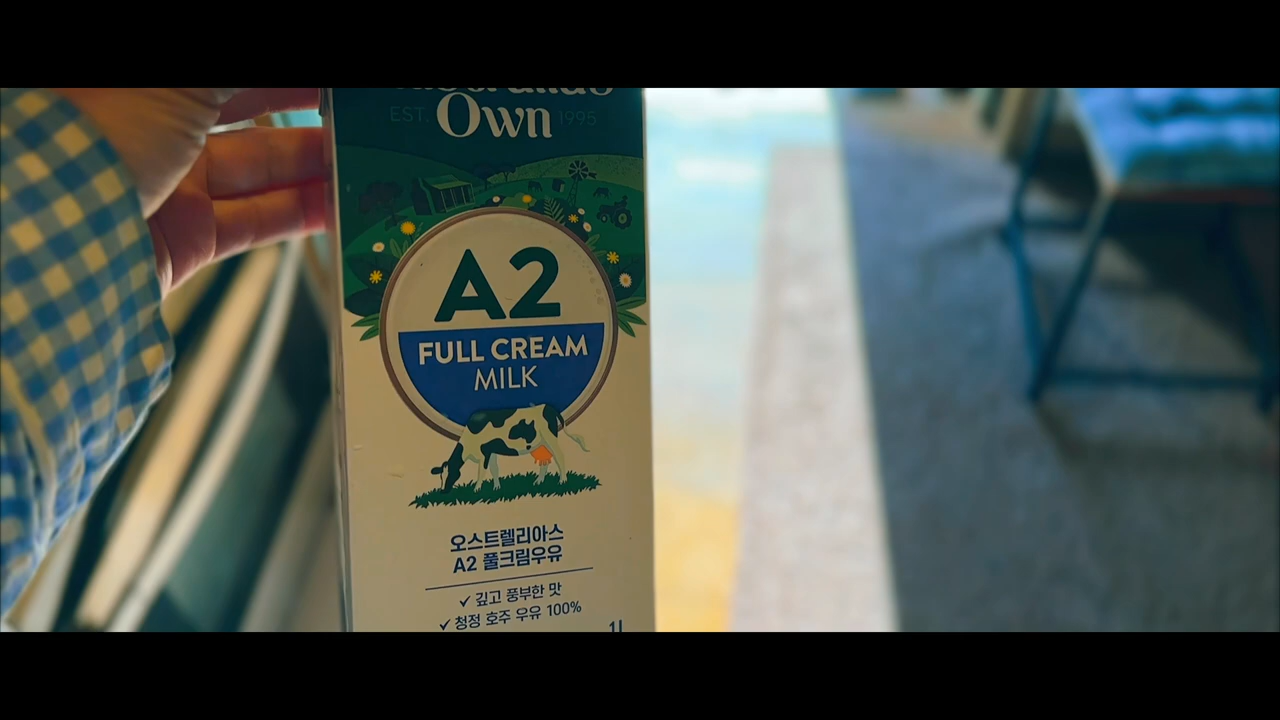 Own
EST. 1995
A2
FULL CREAM
MILK
오스트렐리아스
A2 풀크림우유
✓ 깊고 풍부한 맛
✓ 청정 호주 우유 100%